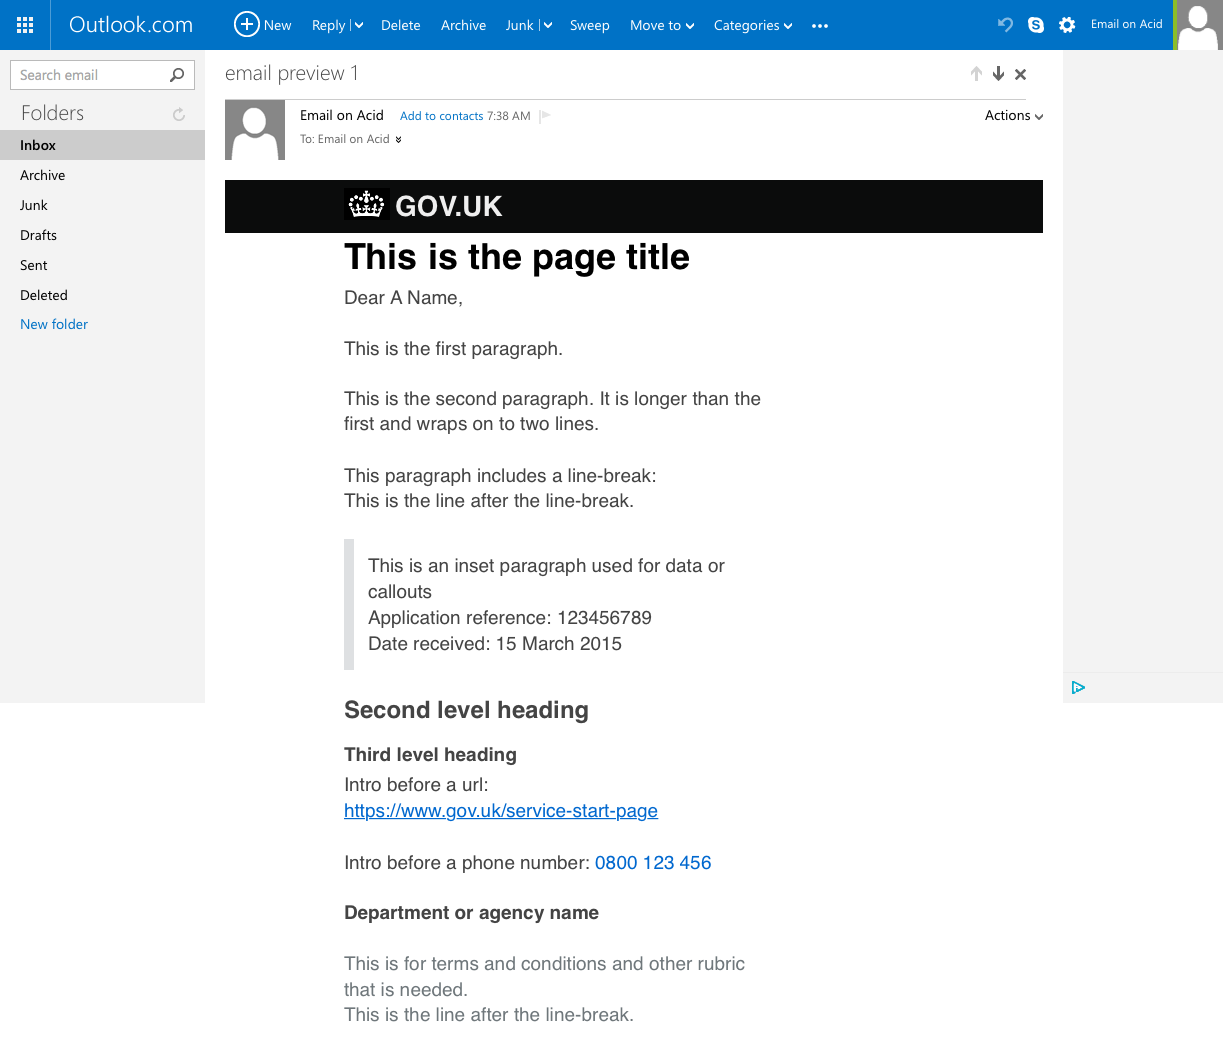 Outlook.com
New Reply Delete Archive Junk Sweep Move to Categories ••• Email on Acid
Search email
Folders
Inbox
Archive
Junk
Drafts
Sent
Deleted
New folder
email preview 1
Email on Acid Add to contacts 7:38 AM
Actions
To: Email on Acid
GOV.UK
This is the page title
Dear A Name,
This is the first paragraph.
This is the second paragraph. It is longer than the
first and wraps on to two lines.
This paragraph includes a line-break:
This is the line after the line-break.
This is an inset paragraph used for data or
callouts
Application reference: 123456789
Date received: 15 March 2015
Second level heading
Third level heading
Intro before a url:
https://www.gov.uk/service-start-page
Intro before a phone number: 0800 123 456
Department or agency name
This is for terms and conditions and other rubric
that is needed.
This is the line after the line-break.